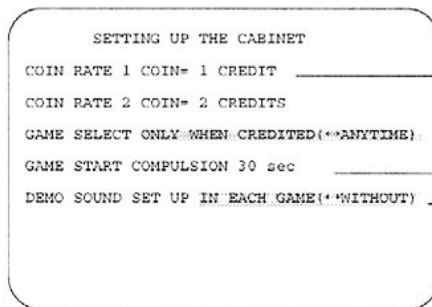 SETTING UP THE CABINET
COIN RATE 1 COIN= 1 CREDIT
COIN RATE 2 COIN= 2 CREDITS
GAME SELECT ONLY WHEN CREDITED(↔ANYTIME)
GAME START COMPULSION 30 sec
DEMO SOUND SET UP IN EACH GAME(↔WITHOUT)